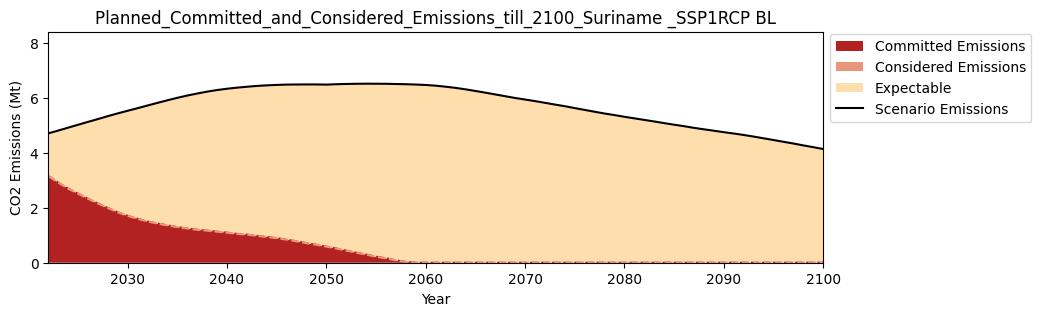 Planned_Committed_and_Considered_Emissions_till_2100_Suriname _SSP1RCP BL
8
6
4
2
0
CO2 Emissions (Mt)
2030
2040
2050
2060
2070
2080
2090
2100
Year
Committed Emissions
Considered Emissions
Expectable
Scenario Emissions